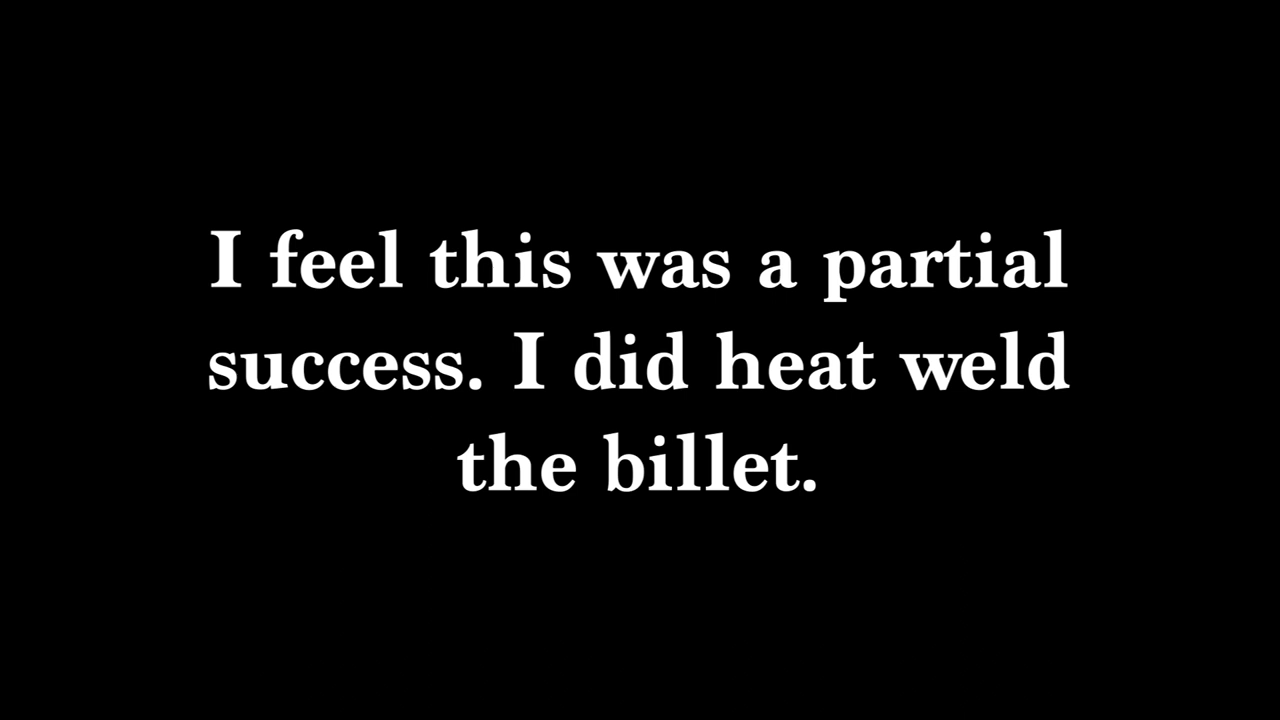 I feel this was a partial
success. I did heat weld
the billet.